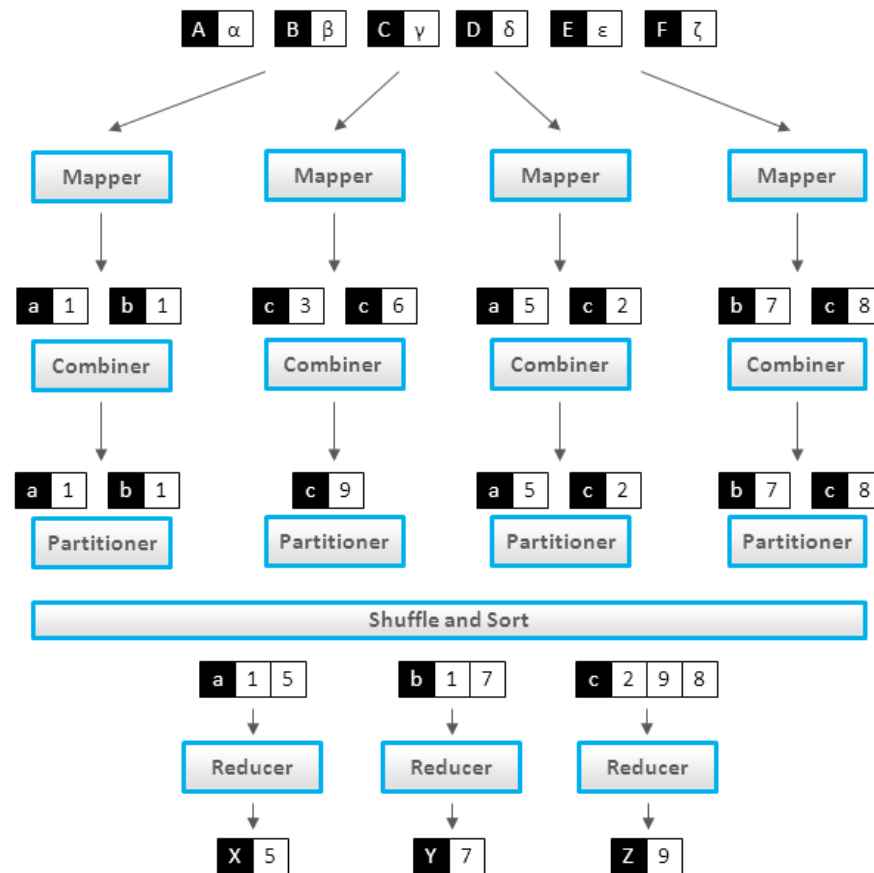 A α B β C γ D δ E ε F ζ
Mapper Mapper Mapper Mapper
a 1 b 1 c 3 c 6 a 5 c 2 b 7 c 8
Combiner Combiner Combiner Combiner
a 1 b 1 c 9 a 5 c 2 b 7 c 8
Partitioner Partitioner Partitioner Partitioner
Shuffle and Sort
a 1 5 b 1 7 c 2 9 8
Reducer Reducer Reducer
X 5 Y 7 Z 9